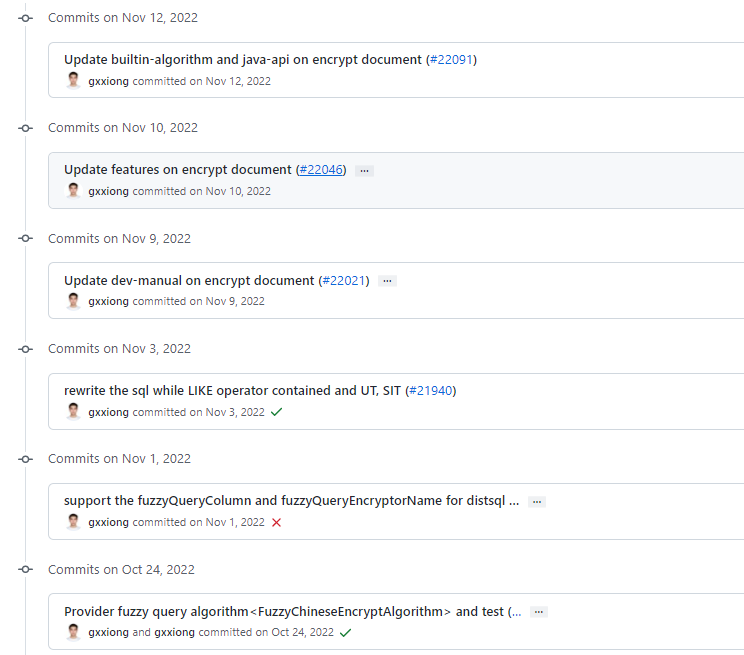 Commits on Nov 12, 2022
Update builtin-algorithm and java-api on encrypt document (#22091)
gxxiong committed on Nov 12, 2022
Commits on Nov 10, 2022
Update features on encrypt document (#22046) ...
gxxiong committed on Nov 10, 2022
Commits on Nov 9, 2022
Update dev-manual on encrypt document (#22021) ...
gxxiong committed on Nov 9, 2022
Commits on Nov 3, 2022
rewrite the sql while LIKE operator contained and UT, SIT (#21940)
gxxiong committed on Nov 3, 2022 ✓
Commits on Nov 1, 2022
support the fuzzyQueryColumn and fuzzyQueryEncryptorName for distsql ... ...
gxxiong committed on Nov 1, 2022 ✕
Commits on Oct 24, 2022
Provider fuzzy query algorithm<FuzzyChineseEncryptAlgorithm> and test (... ...
gxxiong and gxxiong committed on Oct 24, 2022 ✓